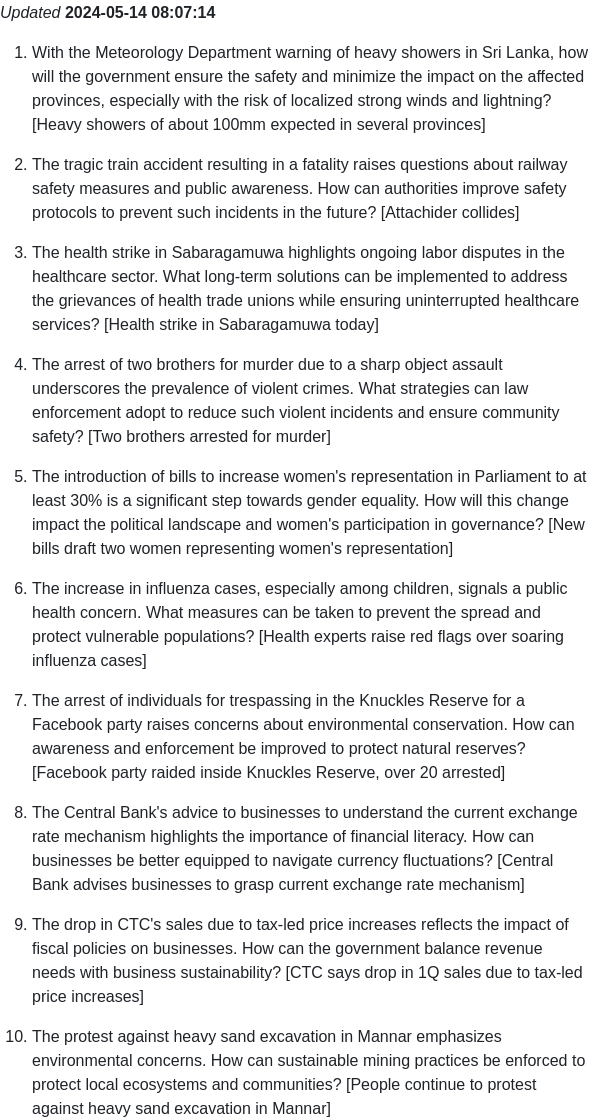 Updated 2024-05-14 08:07:14
1. With the Meteorology Department warning of heavy showers in Sri Lanka, how
will the government ensure the safety and minimize the impact on the affected
provinces, especially with the risk of localized strong winds and lightning?
[Heavy showers of about 100mm expected in several provinces]
2. The tragic train accident resulting in a fatality raises questions about railway
safety measures and public awareness. How can authorities improve safety
protocols to prevent such incidents in the future? [Attachider collides]
3. The health strike in Sabaragamuwa highlights ongoing labor disputes in the
healthcare sector. What long-term solutions can be implemented to address
the grievances of health trade unions while ensuring uninterrupted healthcare
services? [Health strike in Sabaragamuwa today]
4. The arrest of two brothers for murder due to a sharp object assault
underscores the prevalence of violent crimes. What strategies can law
enforcement adopt to reduce such violent incidents and ensure community
safety? [Two brothers arrested for murder]
5. The introduction of bills to increase women's representation in Parliament to at
least 30% is a significant step towards gender equality. How will this change
impact the political landscape and women's participation in governance? [New
bills draft two women representing women's representation]
6. The increase in influenza cases, especially among children, signals a public
health concern. What measures can be taken to prevent the spread and
protect vulnerable populations? [Health experts raise red flags over soaring
influenza cases]
7. The arrest of individuals for trespassing in the Knuckles Reserve for a
Facebook party raises concerns about environmental conservation. How can
awareness and enforcement be improved to protect natural reserves?
[Facebook party raided inside Knuckles Reserve, over 20 arrested]
8. The Central Bank's advice to businesses to understand the current exchange
rate mechanism highlights the importance of financial literacy. How can
businesses be better equipped to navigate currency fluctuations? [Central
Bank advises businesses to grasp current exchange rate mechanism]
9. The drop in CTC's sales due to tax-led price increases reflects the impact of
fiscal policies on businesses. How can the government balance revenue
needs with business sustainability? [CTC says drop in 1Q sales due to tax-led
price increases]
10. The protest against heavy sand excavation in Mannar emphasizes
environmental concerns. How can sustainable mining practices be enforced to
protect local ecosystems and communities? [People continue to protest
against heavy sand excavation in Mannar]